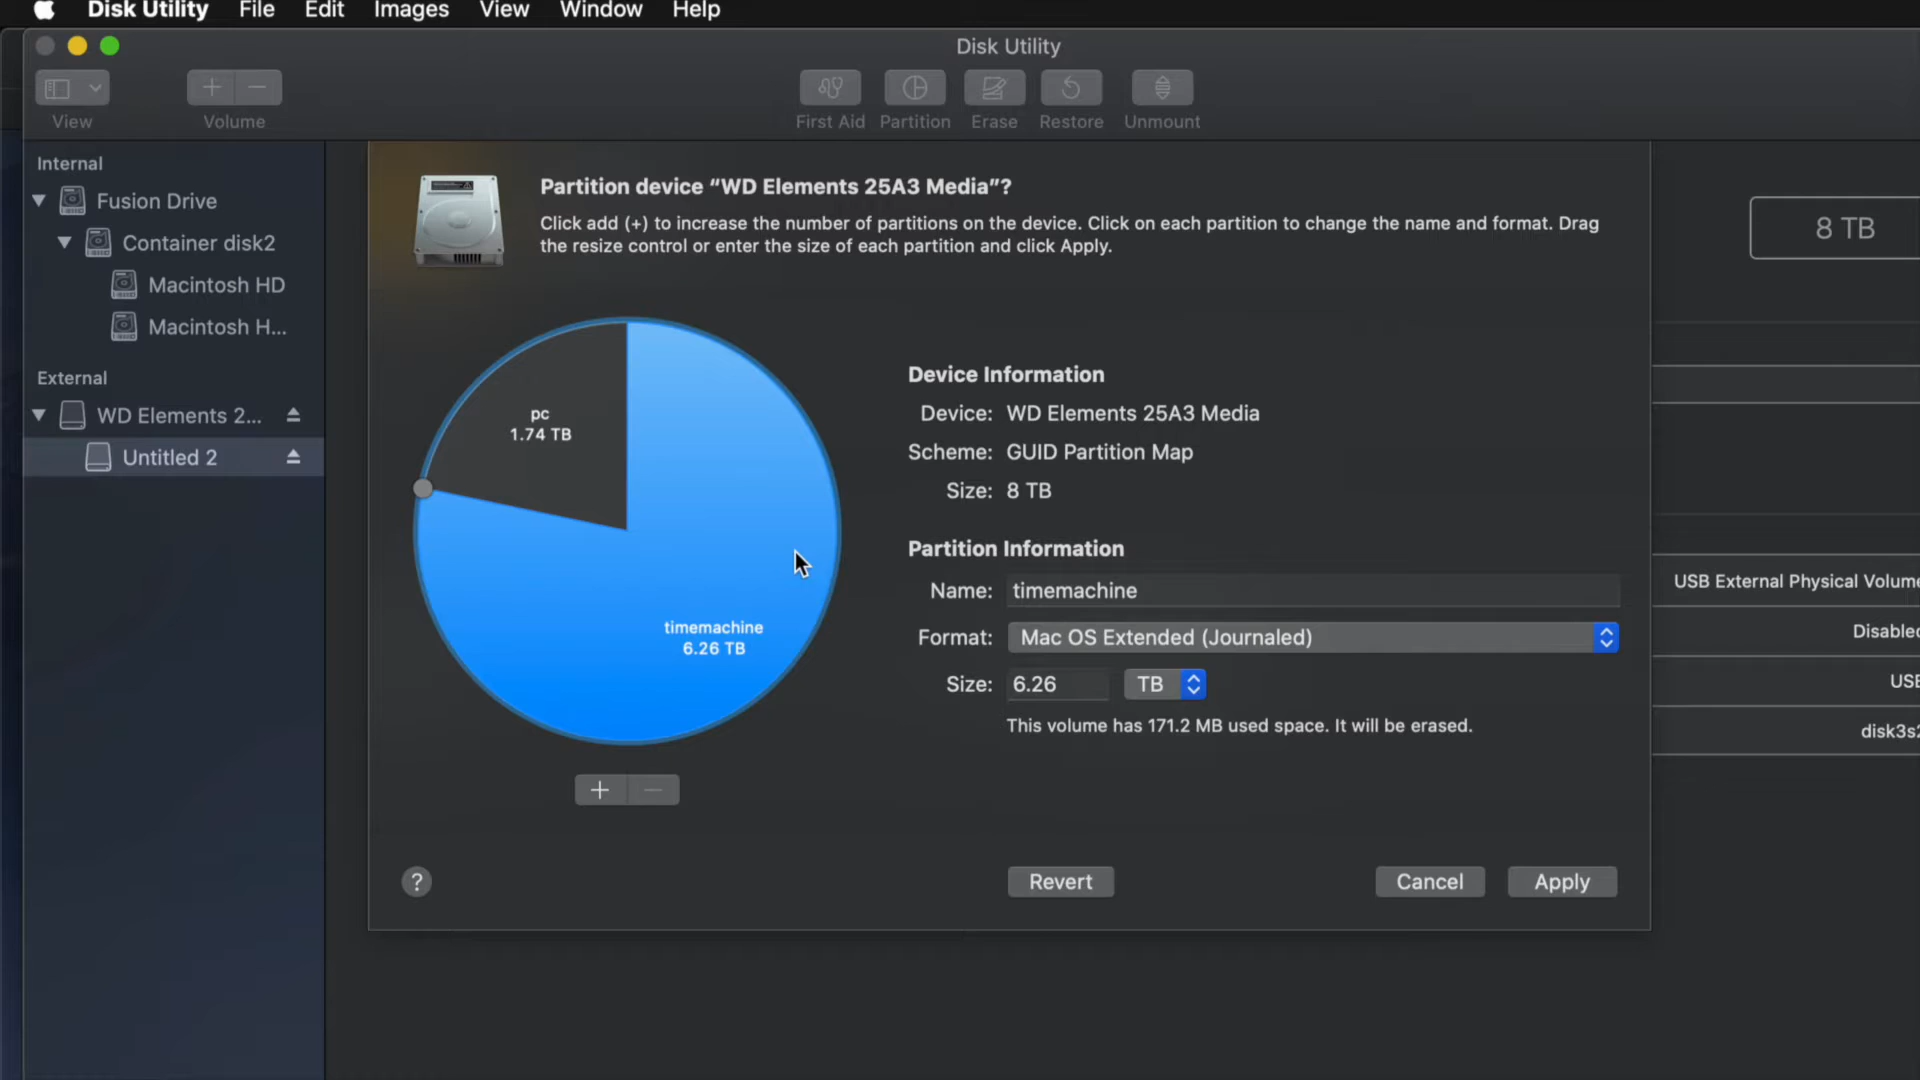 Disk Utility File Edit Images View Window Help
Disk Utility
View
Volume
First Aid
Partition
Erase
Restore
Unmount
Internal
Fusion Drive
Container disk2
Macintosh HD
Macintosh H...
External
WD Elements 2...
Untitled 2
Partition device “WD Elements 25A3 Media”?
Click add (+) to increase the number of partitions on the device. Click on each partition to change the name and format. Drag
the resize control or enter the size of each partition and click Apply.
pc
1.74 TB
timemachine
6.26 TB
Device Information
Device: WD Elements 25A3 Media
Scheme: GUID Partition Map
Size: 8 TB
Partition Information
Name: timemachine
Format: Mac OS Extended (Journaled)
Size: 6.26 TB
This volume has 171.2 MB used space. It will be erased.
?
Revert
Cancel
Apply
8 TB
USB External Physical Volume
Disabled
USB
disk3s2